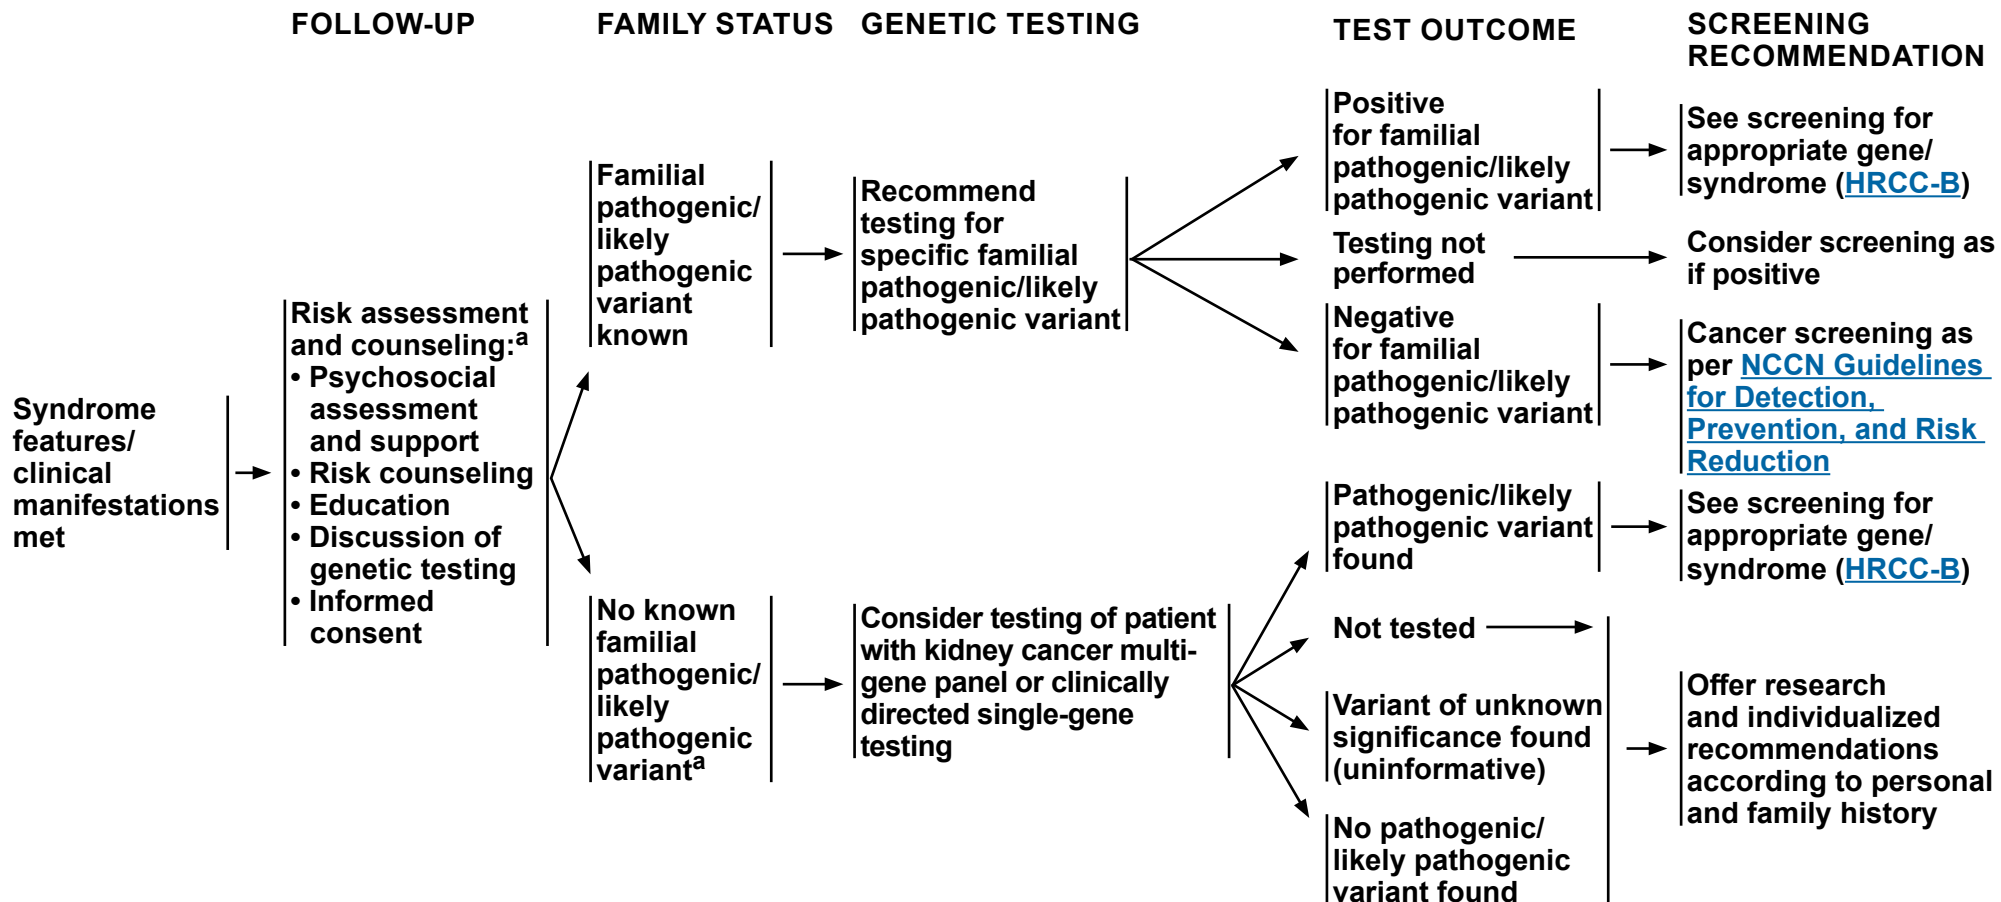 FOLLOW-UP
FAMILY STATUS
GENETIC TESTING
TEST OUTCOME
SCREENING
RECOMMENDATION
Syndrome
features/
clinical
manifestations
met
Risk assessment
and counseling:a
• Psychosocial
assessment
and support
• Risk counseling
• Education
• Discussion of
genetic testing
• Informed
consent
Familial
pathogenic/
likely
pathogenic
variant
known
Recommend
testing for
specific familial
pathogenic/likely
pathogenic variant
Positive
for familial
pathogenic/likely
pathogenic variant
See screening for
appropriate gene/
syndrome (HRCC-B)
Testing not
performed
Consider screening as
if positive
Negative
for familial
pathogenic/likely
pathogenic variant
Cancer screening as
per NCCN Guidelines
for Detection,
Prevention, and Risk
Reduction
No known
familial
pathogenic/
likely
pathogenic
varianta
Consider testing of patient
with kidney cancer multi-
gene panel or clinically
directed single-gene
testing
Pathogenic/likely
pathogenic variant
found
See screening for
appropriate gene/
syndrome (HRCC-B)
Not tested
Variant of unknown
significance found
(uninformative)
No pathogenic/
likely pathogenic
variant found
Offer research
and individualized
recommendations
according to personal
and family history